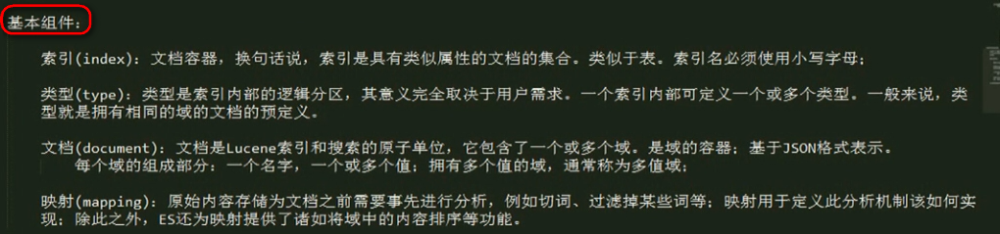 基本组件：
索引(index)：文档容器，换句话说，索引是具有类似属性的文档的集合。类似于表。索引名必须使用小写字母；
类型(type)：类型是索引内部的逻辑分区，其意义完全取决于用户需求。一个索引内部可定义一个或多个类型。一般来说，类
型就是拥有相同的域的文档的预定义。
文档(document)：文档是Lucene索引和搜索的原子单位，它包含了一个或多个域。是域的容器；基于JSON格式表示。
每个域的组成部分：一个名字，一个或多个值；拥有多个值的域，通常称为多值域；
映射(mapping)：原始内容存储为文档之前需要事先进行分析，例如切词、过滤掉某些词等；映射用于定义此分析机制该如何实
现；除此之外，ES还为映射提供了诸如将域中的内容排序等功能。